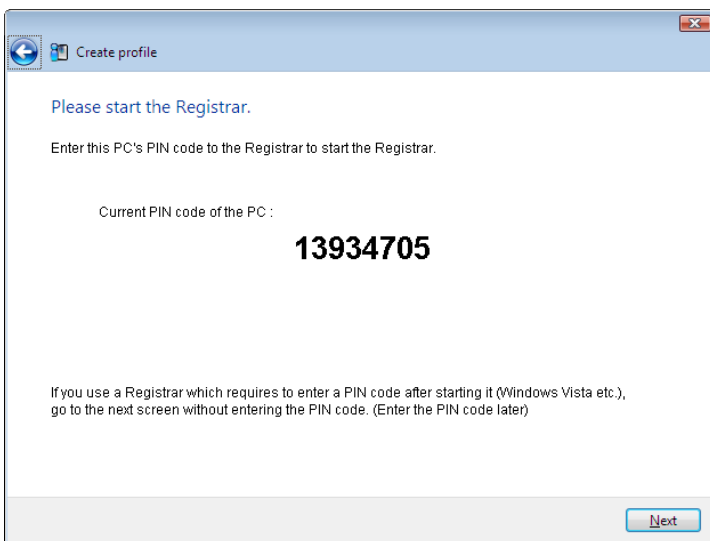 Create profile
Please start the Registrar.
Enter this PC's PIN code to the Registrar to start the Registrar.
Current PIN code of the PC :
13934705
If you use a Registrar which requires to enter a PIN code after starting it (Windows Vista etc.),
go to the next screen without entering the PIN code. (Enter the PIN code later)
Next